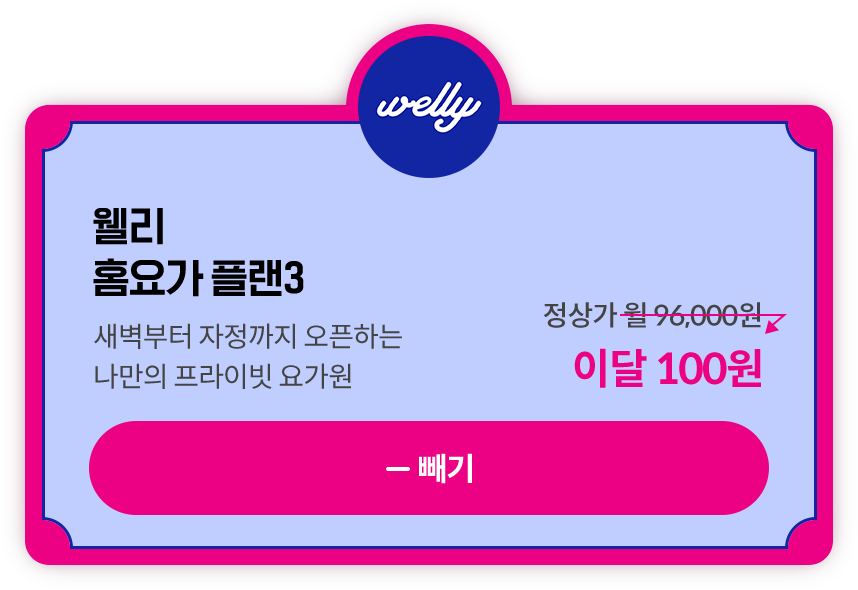 welly
웰리
홈요가 플랜3
새벽부터 자정까지 오픈하는
나만의 프라이빗 요가원
정상가 월 96,000원
이달 100원
– 빼기